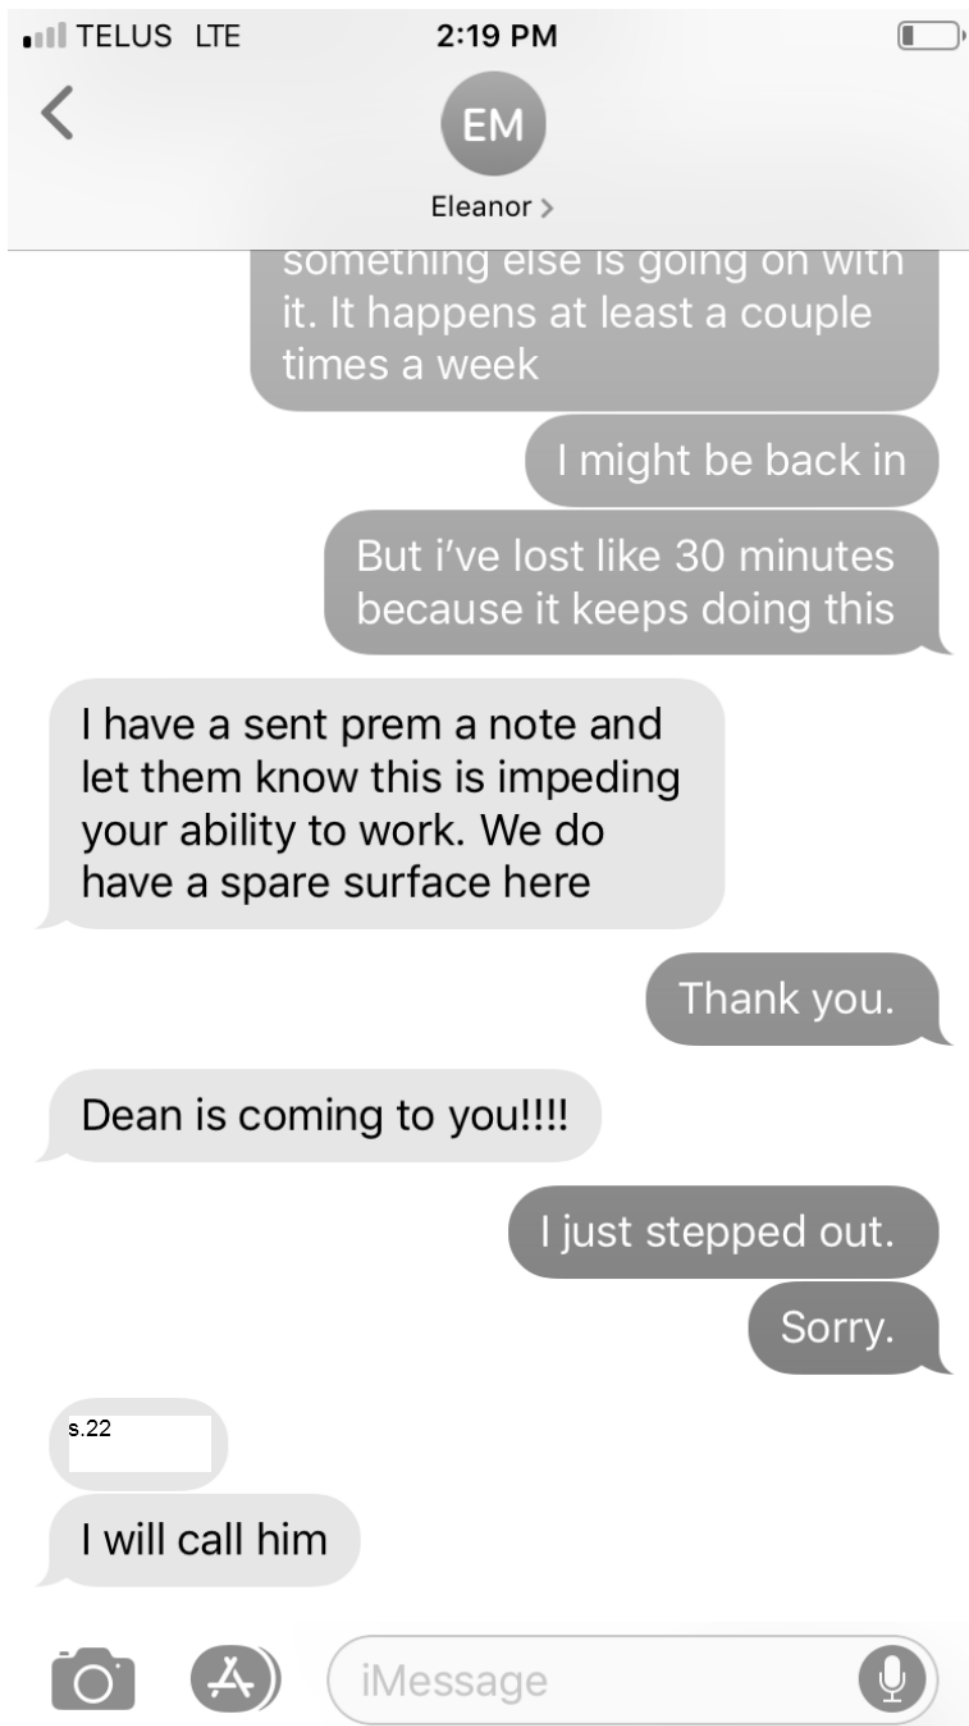 TELUS LTE 2:19 PM
EM
Eleanor >
something else is going on with
it. It happens at least a couple
times a week
I might be back in
But i've lost like 30 minutes
because it keeps doing this
I have a sent prem a note and
let them know this is impeding
your ability to work. We do
have a spare surface here
Thank you.
Dean is coming to you!!!!
I just stepped out.
Sorry.
s.22
I will call him
iMessage